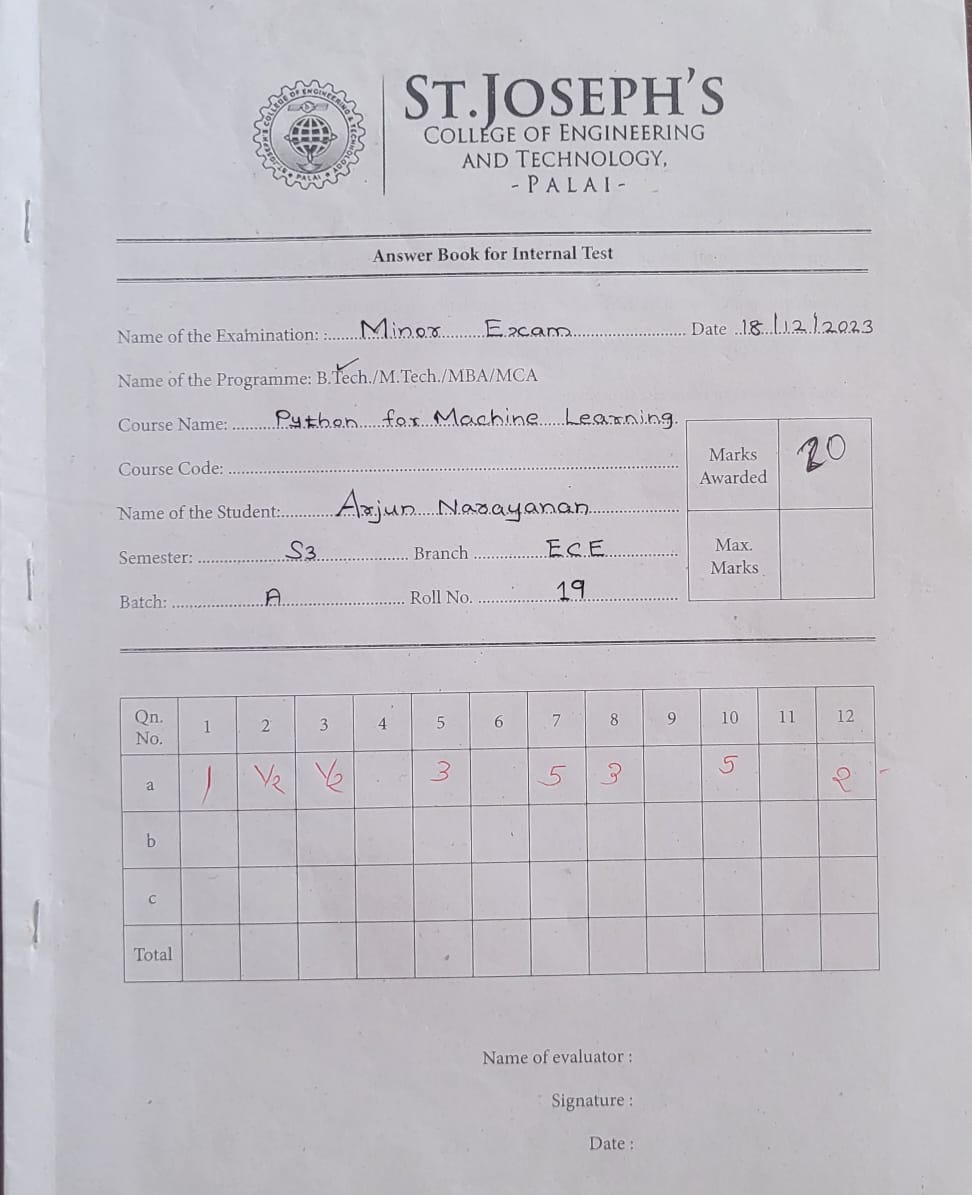 ST.JOSEPH'S
COLLEGE OF ENGINEERING
AND TECHNOLOGY,
- PALAI -
Answer Book for Internal Test
Name of the Examination: :.....Minor Exam..... Date ..18/12/2023
Name of the Programme: B.Tech./M.Tech./MBA/MCA
Course Name: .....Python for Machine Learning.
Course Code: .....
Marks Awarded 20
Name of the Student:.....Arjun Narayanan.....
Semester: .....S3..... Branch .....ECE.....
Max. Marks
Batch: .....A..... Roll No. .....19.....
Qn. No. 1 2 3 4 5 6 7 8 9 10 11 12
a 1 1/2 1/2 3 5 3 5 2
b
c
Total
Name of evaluator :
Signature :
Date :